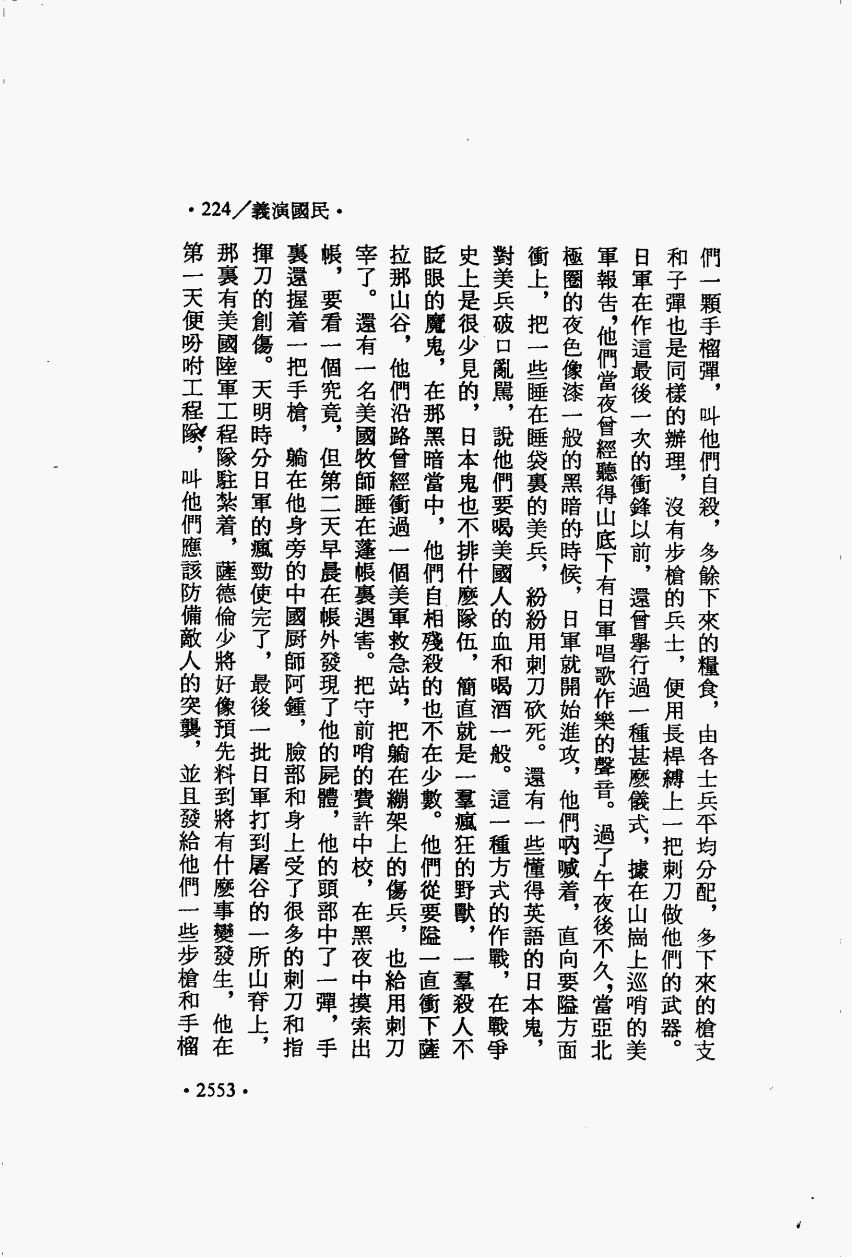 ·224／義演國民·
們一顆手榴彈，叫他們自殺，多餘下來的糧食，由各士兵平均分配，多下來的槍支
和子彈也是同樣的辦理，沒有步槍的兵士，便用長桿縛上一把刺刀做他們的武器。
日軍在作這最後一次的衝鋒以前，還曾舉行過一種甚麽儀式，據在山崗上巡哨的美
軍報告，他們當夜曾經聽得山底下有日軍唱歌作樂的聲音。過了午夜後不久，當亞北
極圈的夜色像漆一般的黑暗的時候，日軍就開始進攻，他們吶喊着，直向要隘方面
衝上，把一些睡在睡袋裏的美兵，紛紛用刺刀砍死。還有一些懂得英語的日本鬼，
對美兵破口亂駡，說他們要喝美國人的血和喝酒一般。這一種方式的作戰，在戰爭
史上是很少見的，日本鬼也不排什麽隊伍，簡直就是一羣瘋狂的野獸，一羣殺人不
眨眼的魔鬼，在那黑暗當中，他們自相殘殺的也不在少數。他們從要隘一直衝下薩
拉那山谷，他們沿路曾經衝過一個美軍救急站，把躺在繃架上的傷兵，也給用刺刀
宰了。還有一名美國牧師睡在蓬帳裏遇害。把守前哨的費許中校，在黑夜中摸索出
帳，要看一個究竟，但第二天早晨在帳外發現了他的屍體，他的頭部中了一彈，手
裏還握着一把手槍，躺在他身旁的中國厨師阿鍾，臉部和身上受了很多的刺刀和指
揮刀的創傷。天明時分日軍的瘋勁使完了，最後一批日軍打到屠谷的一所山脊上，
那裏有美國陸軍工程隊駐紮着，薩德倫少將好像預先料到將有什麽事變發生，他在
第一天便吩咐工程隊，叫他們應該防備敵人的突襲，並且發給他們一些步槍和手榴
·2553·